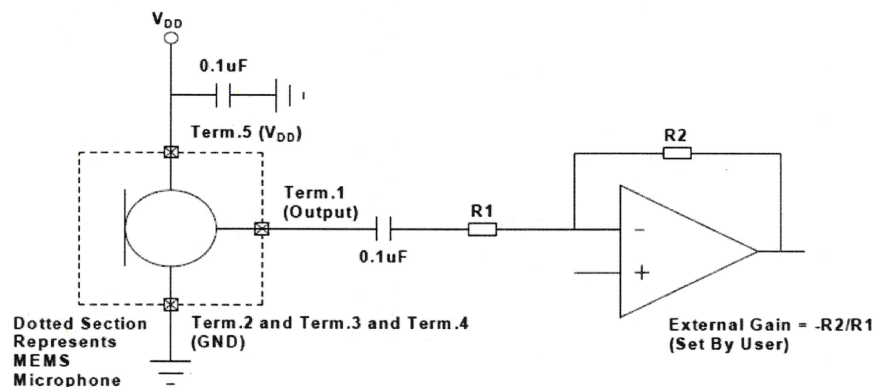 VDD
0.1uF
Term.5 (VDD)
R2
Term.1
(Output)
R1
-
+
0.1uF
Dotted Section
Represents
MEMS
Microphone
Term.2 and Term.3 and Term.4
(GND)
External Gain = -R2/R1
(Set By User)